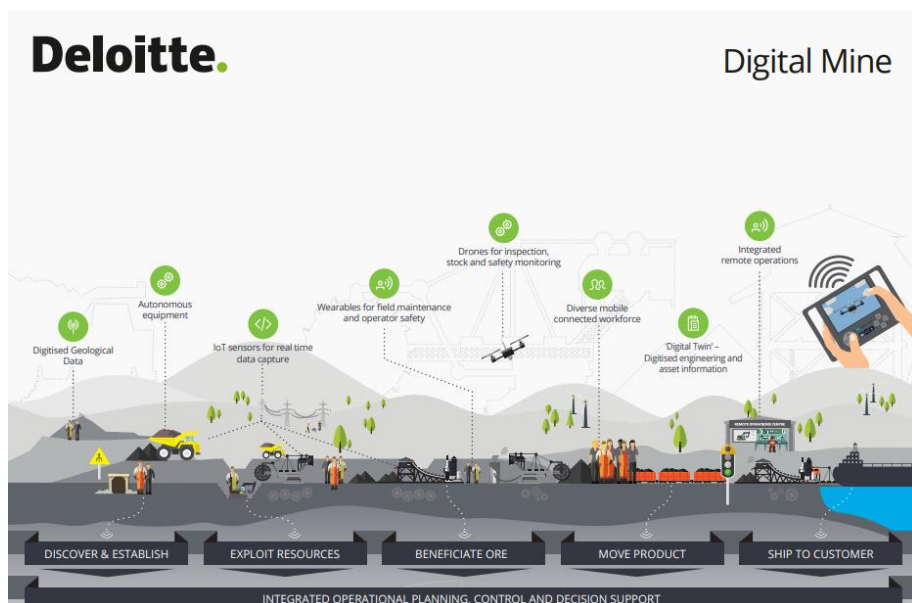 Deloitte.
Digital Mine
Digitised Geological
Data
Autonomous
equipment
IoT sensors for real time
data capture
Wearables for field maintenance
and operator safety
Drones for inspection,
stock and safety monitoring
Diverse mobile
connected workforce
'Digital Twin' –
Digitised engineering and
asset information
Integrated
remote operations
REMOTE OPERATIONS CENTRE
DISCOVER & ESTABLISH
EXPLOIT RESOURCES
BENEFICIATE ORE
MOVE PRODUCT
SHIP TO CUSTOMER
INTEGRATED OPERATIONAL PLANNING, CONTROL AND DECISION SUPPORT